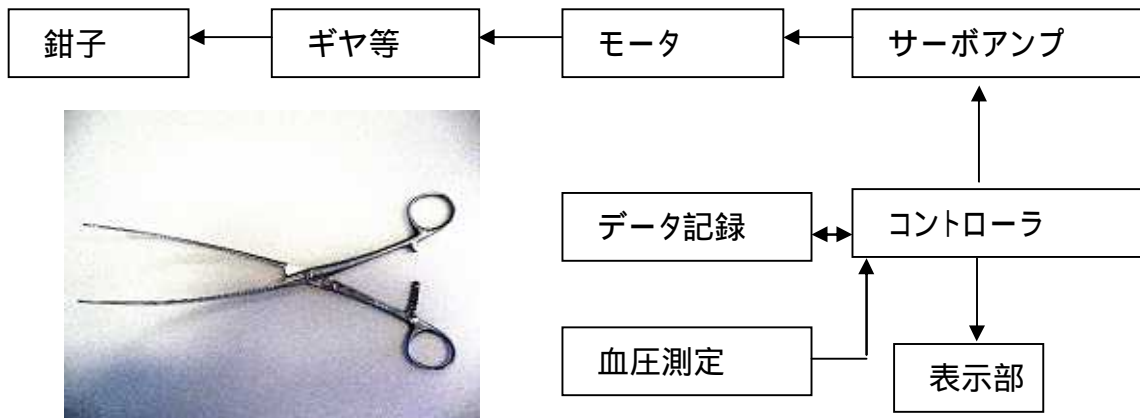 鉗子
ギヤ等
モータ
サーボアンプ
データ記録
コントローラ
血圧測定
表示部